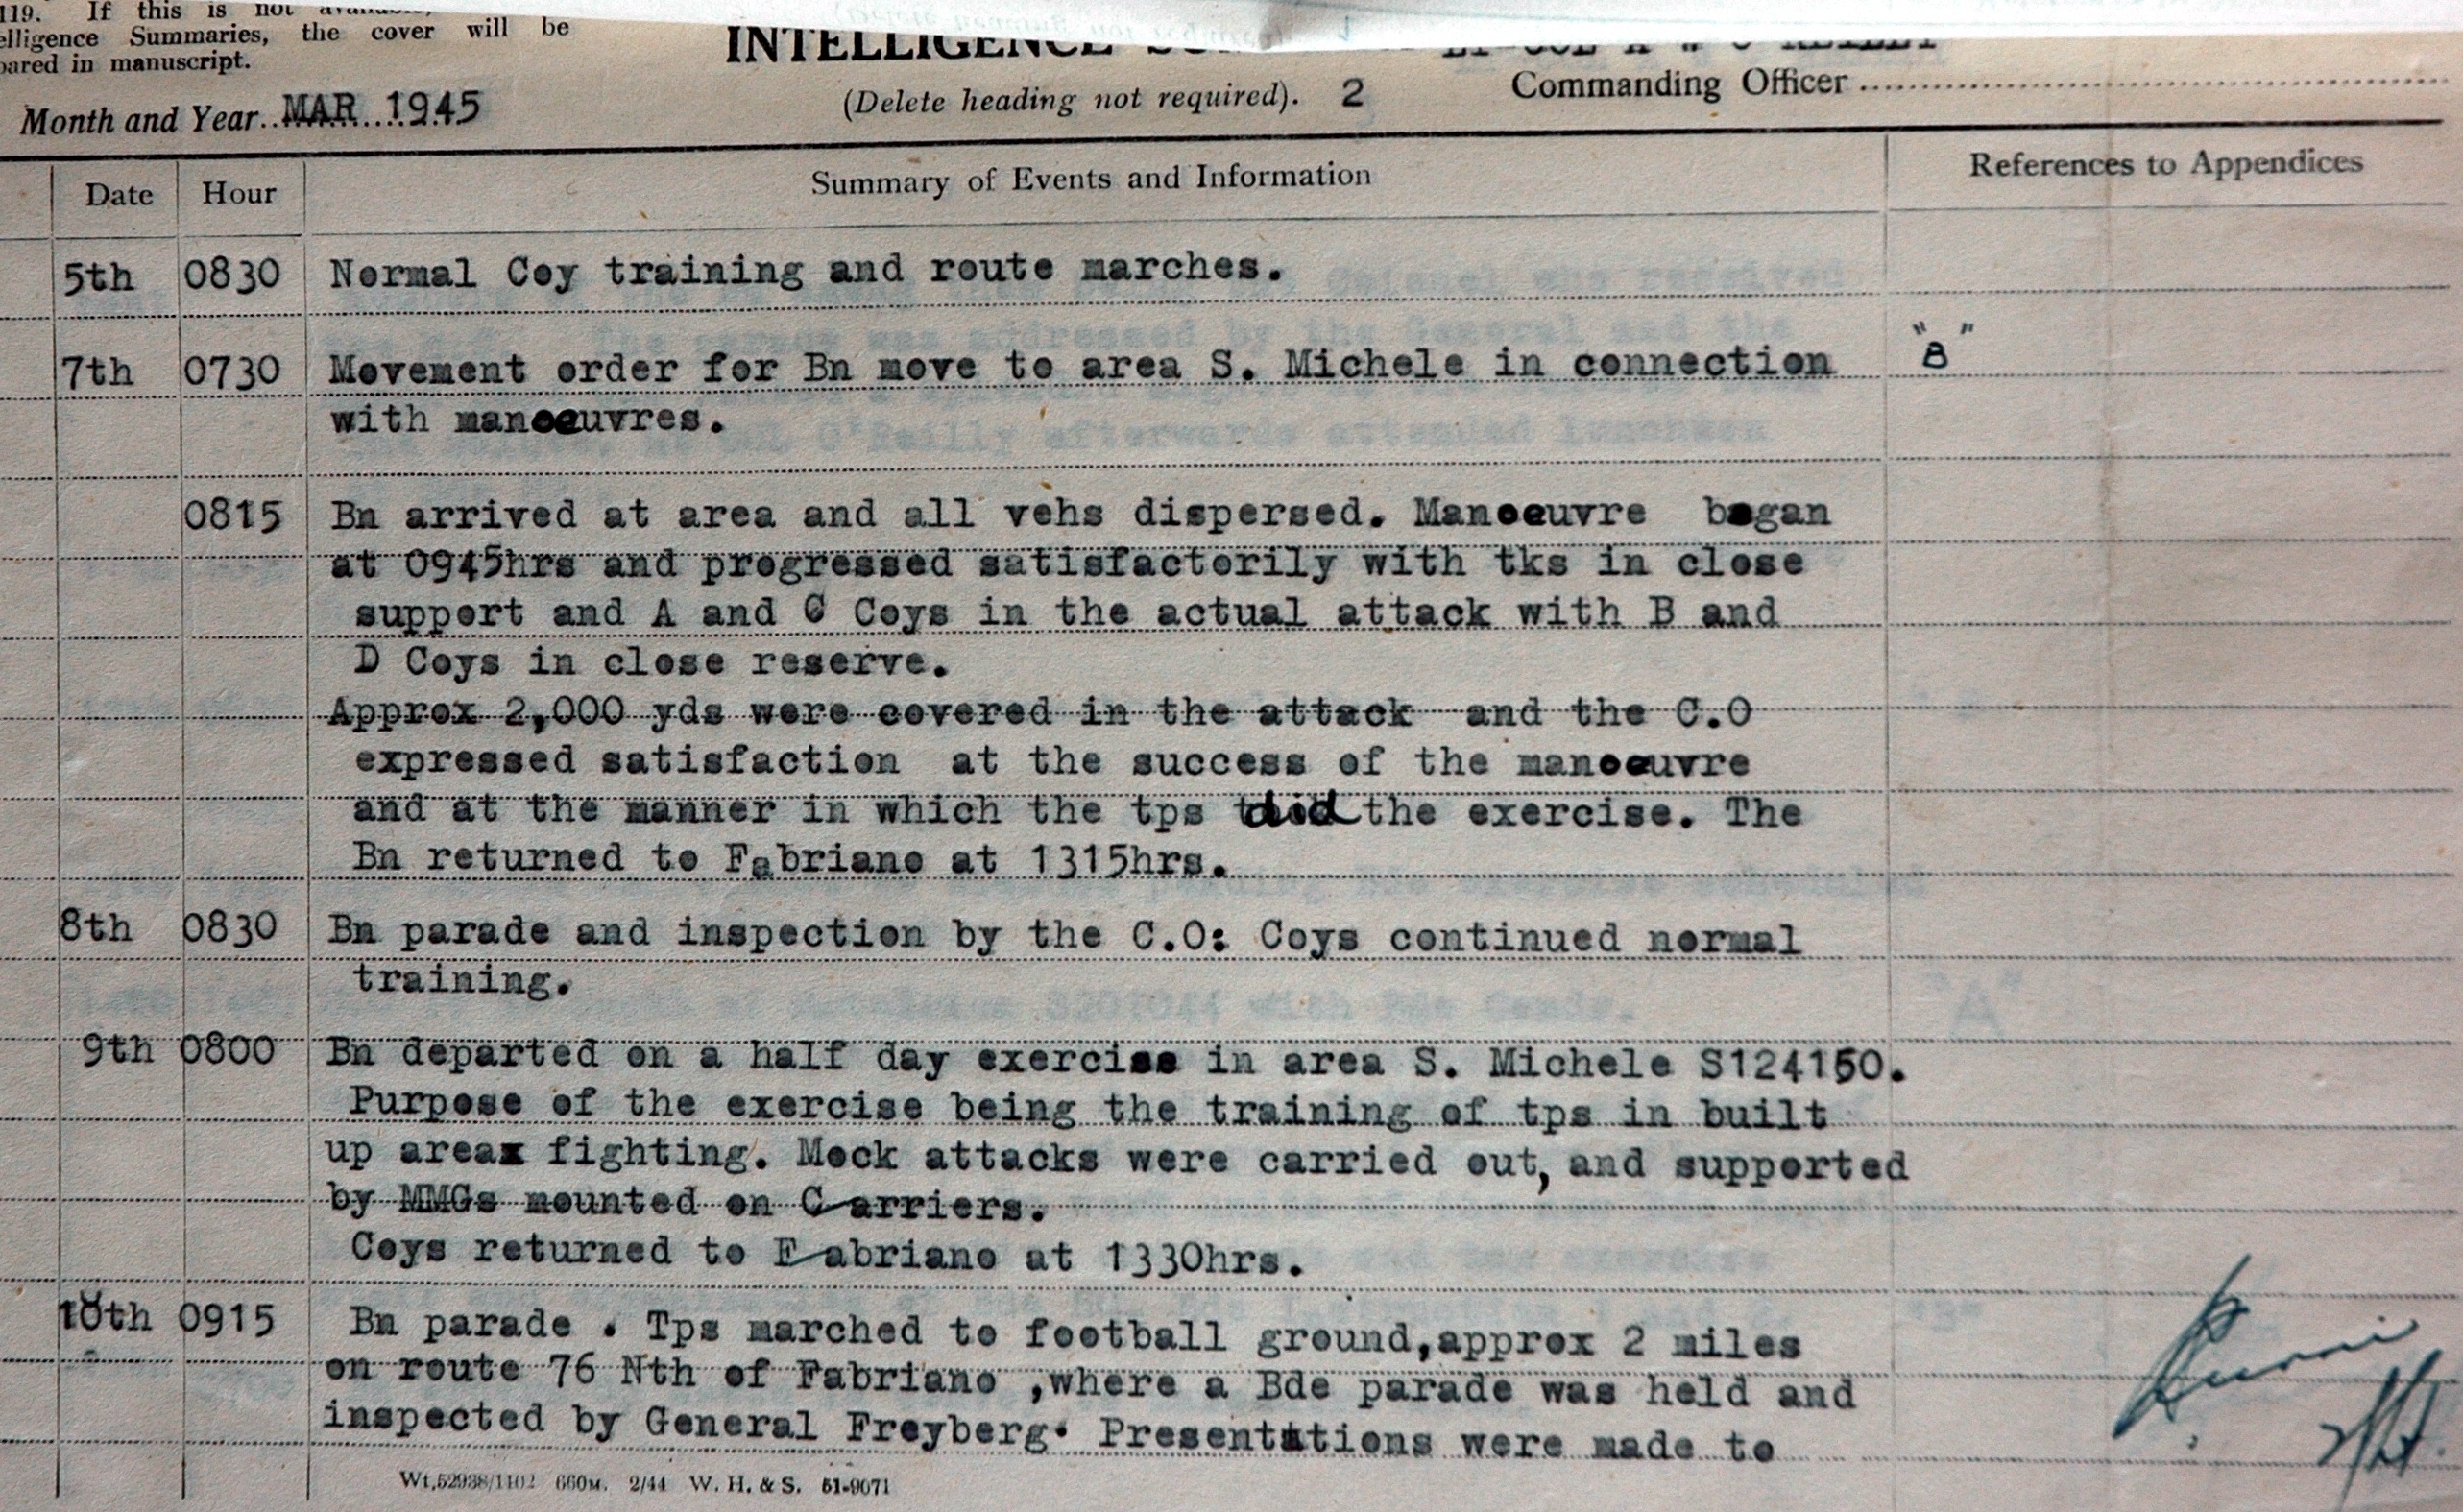 119. If this is not
elligence Summaries, the cover will be
pared in manuscript.
INTELLIGENCE
(Delete heading not required). 2
Commanding Officer
Month and Year MAR 1945
Date Hour Summary of Events and Information References to Appendices
5th 0830 Normal Coy training and route marches.
7th 0730 Movement order for Bn move to area S. Michele in connection "B"
with manoeuvres.
0815 Bn arrived at area and all vehs dispersed. Manoeuvre began
at 0945hrs and progressed satisfactorily with tks in close
support and A and C Coys in the actual attack with B and
D Coys in close reserve.
Approx 2,000 yds were covered in the attack and the C.O
expressed satisfaction at the success of the manoeuvre
and at the manner in which the tps did the exercise. The
Bn returned to Fabriano at 1315hrs.
8th 0830 Bn parade and inspection by the C.O: Coys continued normal
training.
9th 0800 Bn departed on a half day exercise in area S. Michele S124150.
Purpose of the exercise being the training of tps in built
up area fighting. Mock attacks were carried out, and supported
by MMGs mounted on Carriers.
Coys returned to Fabriano at 1330hrs.
10th 0915 Bn parade . Tps marched to football ground,approx 2 miles
on route 76 Nth of Fabriano ,where a Bde parade was held and
inspected by General Freyberg. Presentations were made to
Wt.52938/1102 660M. 2/44 W. H. & S. 51-9071